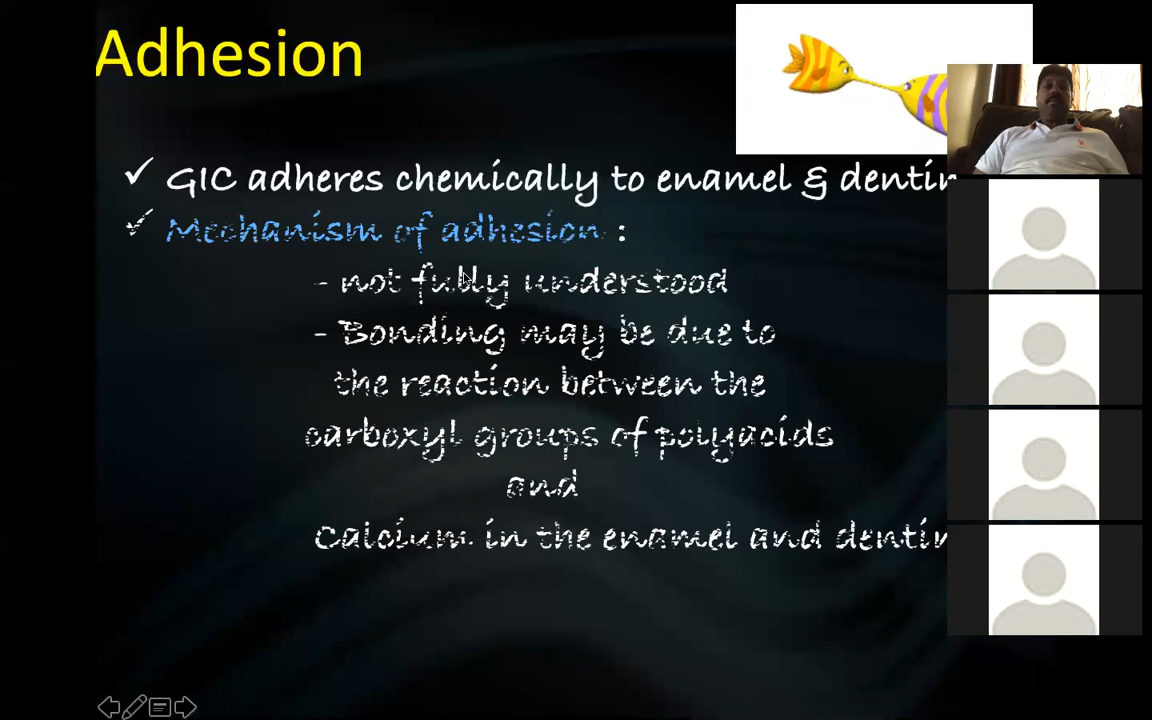 Adhesion
✓ GIC adheres chemically to enamel & dentin
✓ Mechanism of adhesion :
- not fully understood
- Bonding may be due to
the reaction between the
carboxyl groups of polyacids
and
Calcium in the enamel and dentin